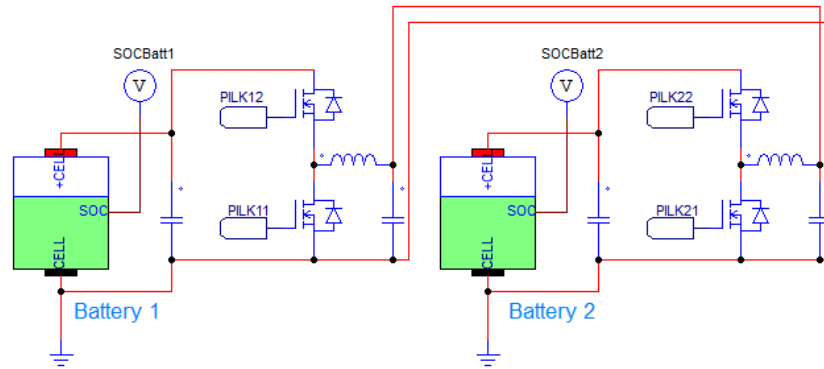 SOCBatt1
V
PILK12
+CELL
SOC
PILK11
CELL
Battery 1
SOCBatt2
V
PILK22
+CELL
SOC
PILK21
CELL
Battery 2